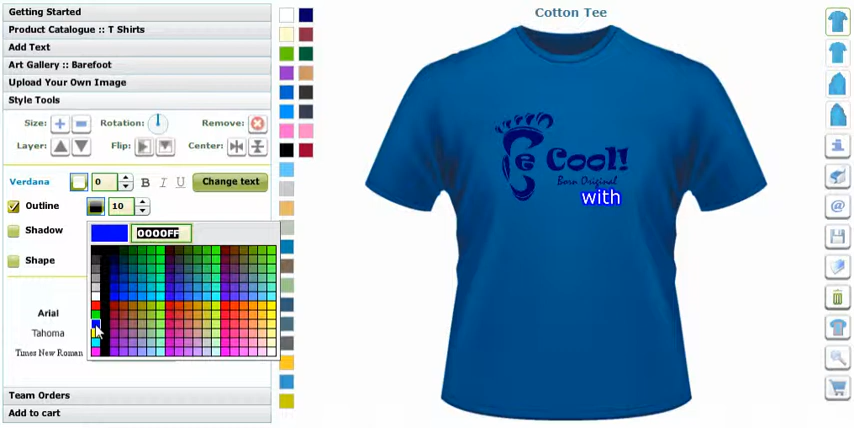 Getting Started
Product Catalogue :: T Shirts
Add Text
Art Gallery :: Barefoot
Upload Your Own Image
Style Tools
Size: Rotation: Remove:
Layer: Flip: Center:
Verdana 0 B I U Change text
Outline 10
Shadow
0000FF
Shape
Arial
Tahoma
Times New Roman
Team Orders
Add to cart
Cotton Tee
Be Cool!
Born Original
with